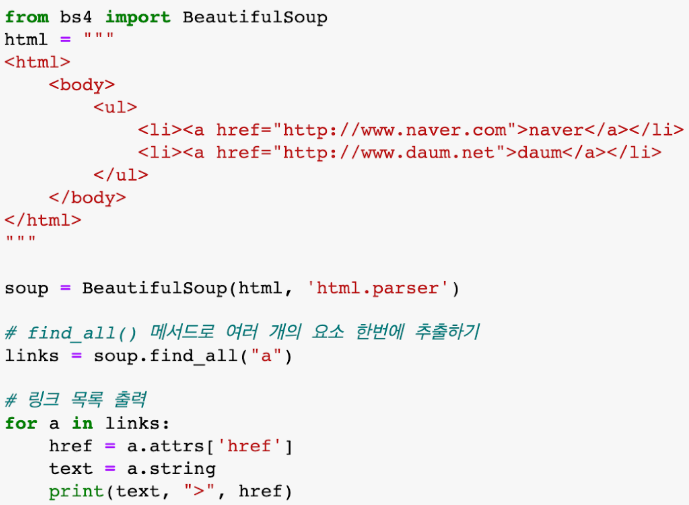 from bs4 import BeautifulSoup
html = """
<html>
    <body>
        <ul>
            <li><a href="http://www.naver.com">naver</a></li>
            <li><a href="http://www.daum.net">daum</a></li>
        </ul>
    </body>
</html>
"""

soup = BeautifulSoup(html, 'html.parser')

# find_all() 메서드로 여러 개의 요소 한번에 추출하기
links = soup.find_all("a")

# 링크 목록 출력
for a in links:
    href = a.attrs['href']
    text = a.string
    print(text, ">", href)